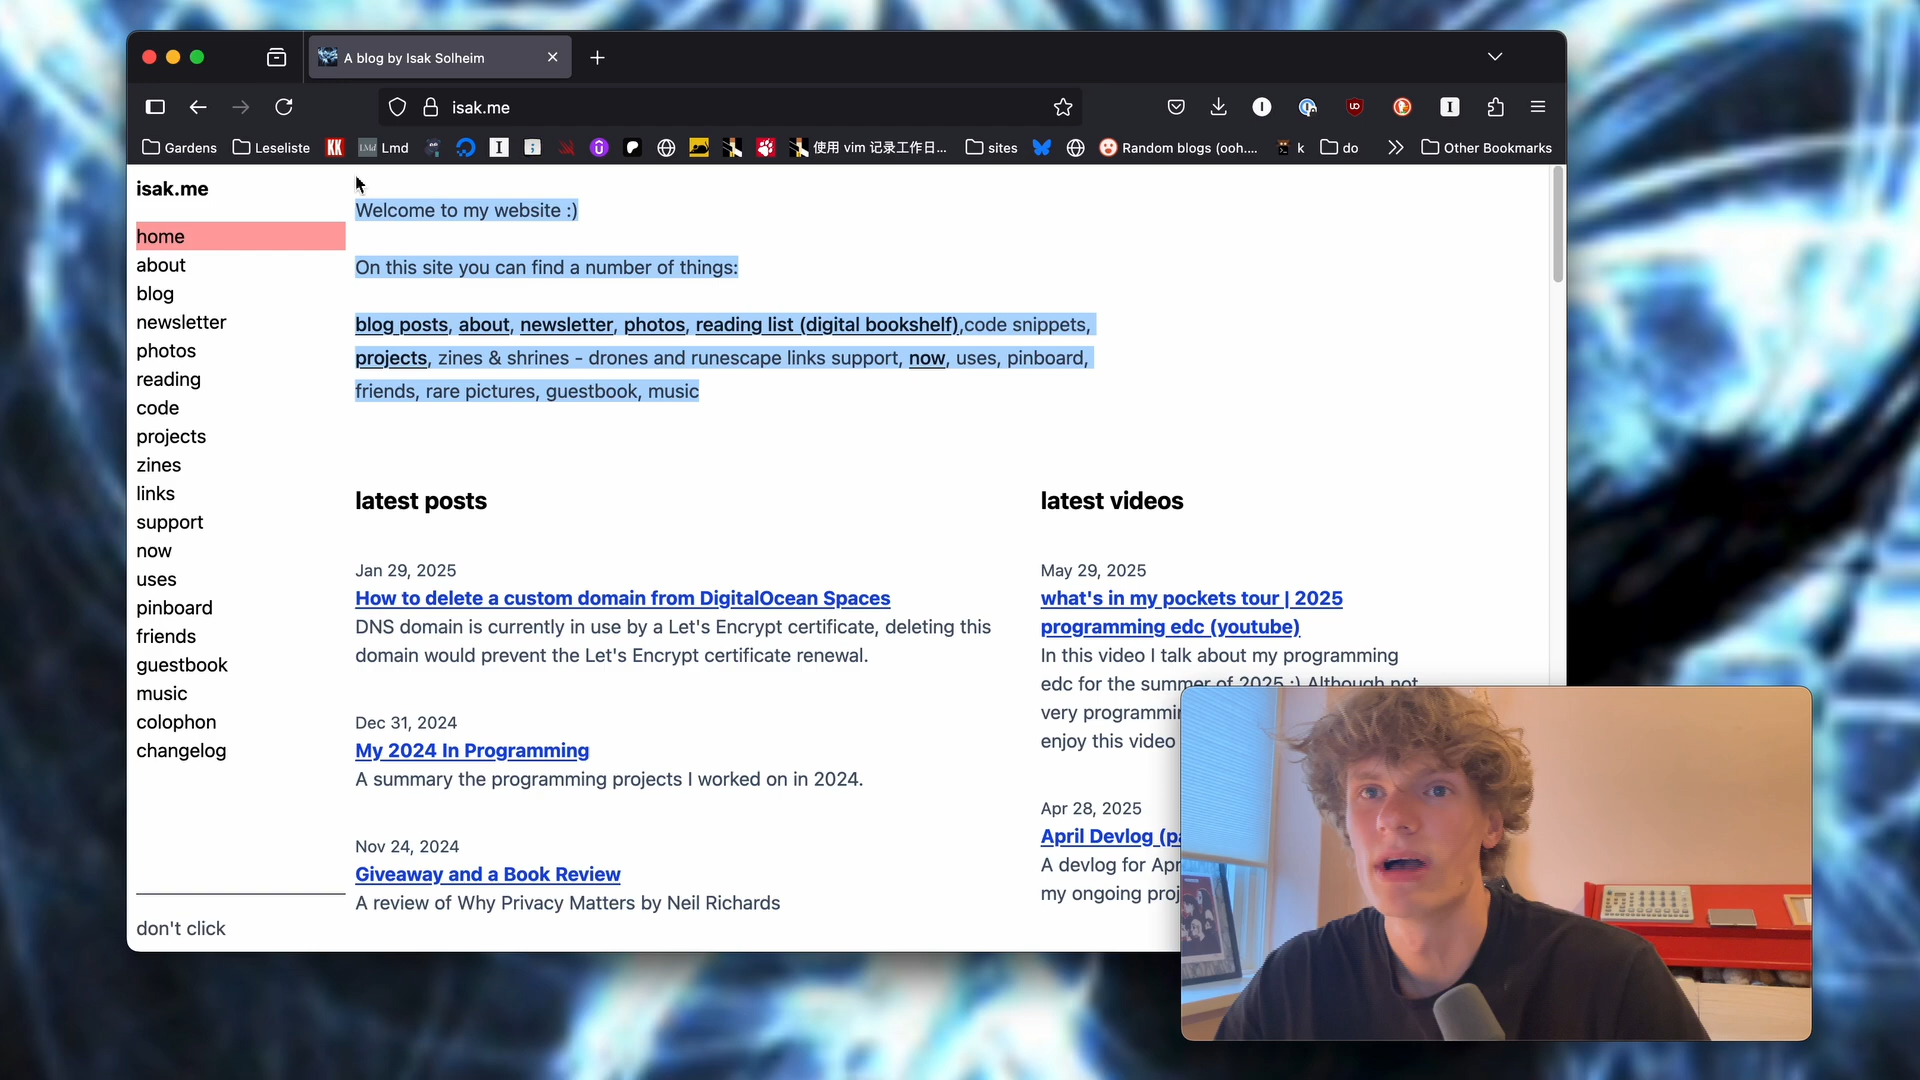 A blog by Isak Solheim
isak.me
Gardens
Leseliste
KK
LMd
Lmd
使用 vim 记录工作日...
sites
Random blogs (ooh....
k
do
Other Bookmarks
isak.me
home
about
blog
newsletter
photos
reading
code
projects
zines
links
support
now
uses
pinboard
friends
guestbook
music
colophon
changelog
don't click
Welcome to my website :)
On this site you can find a number of things:
blog posts, about, newsletter, photos, reading list (digital bookshelf),code snippets,
projects, zines & shrines - drones and runescape links support, now, uses, pinboard,
friends, rare pictures, guestbook, music
latest posts
Jan 29, 2025
How to delete a custom domain from DigitalOcean Spaces
DNS domain is currently in use by a Let's Encrypt certificate, deleting this
domain would prevent the Let's Encrypt certificate renewal.
Dec 31, 2024
My 2024 In Programming
A summary the programming projects I worked on in 2024.
Nov 24, 2024
Giveaway and a Book Review
A review of Why Privacy Matters by Neil Richards
latest videos
May 29, 2025
what's in my pockets tour | 2025
programming edc (youtube)
In this video I talk about my programming
edc for the summer of 2025 :) Although not
very programmi
enjoy this video
Apr 28, 2025
April Devlog (pa
A devlog for Apr
my ongoing proj